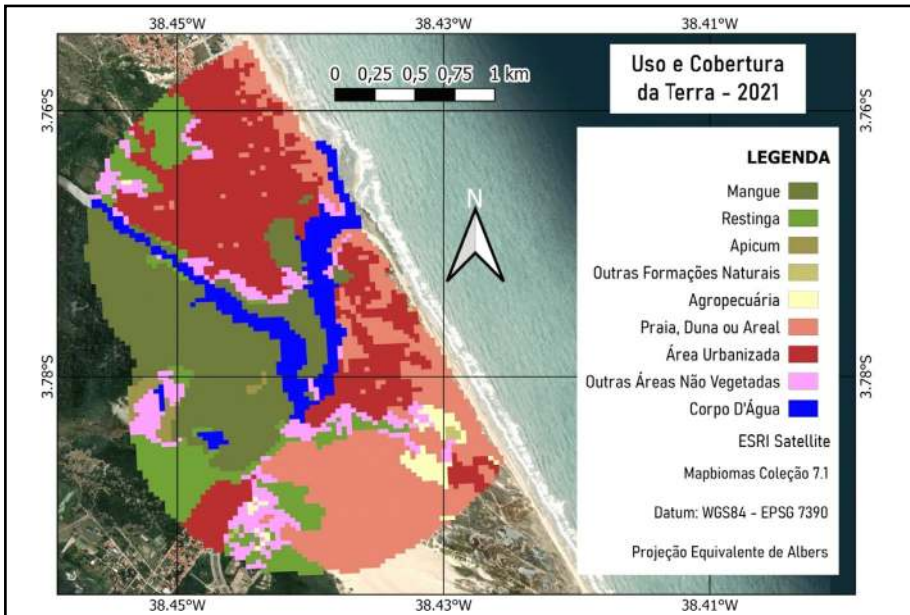 38.45°W 38.43°W 38.41°W
Uso e Cobertura
da Terra - 2021
0 0,25 0,5 0,75 1 km
3.76°S 3.76°S
LEGENDA
Mangue
Restinga
N
Apicum
Outras Formações Naturais
Agropecuária
Praia, Duna ou Areal
Área Urbanizada
3.78°S 3.78°S
Outras Áreas Não Vegetadas
Corpo D'Água
ESRI Satellite
Mapbiomas Coleção 7.1
Datum: WGS84 - EPSG 7390
Projeção Equivalente de Albers
38.45°W 38.43°W 38.41°W